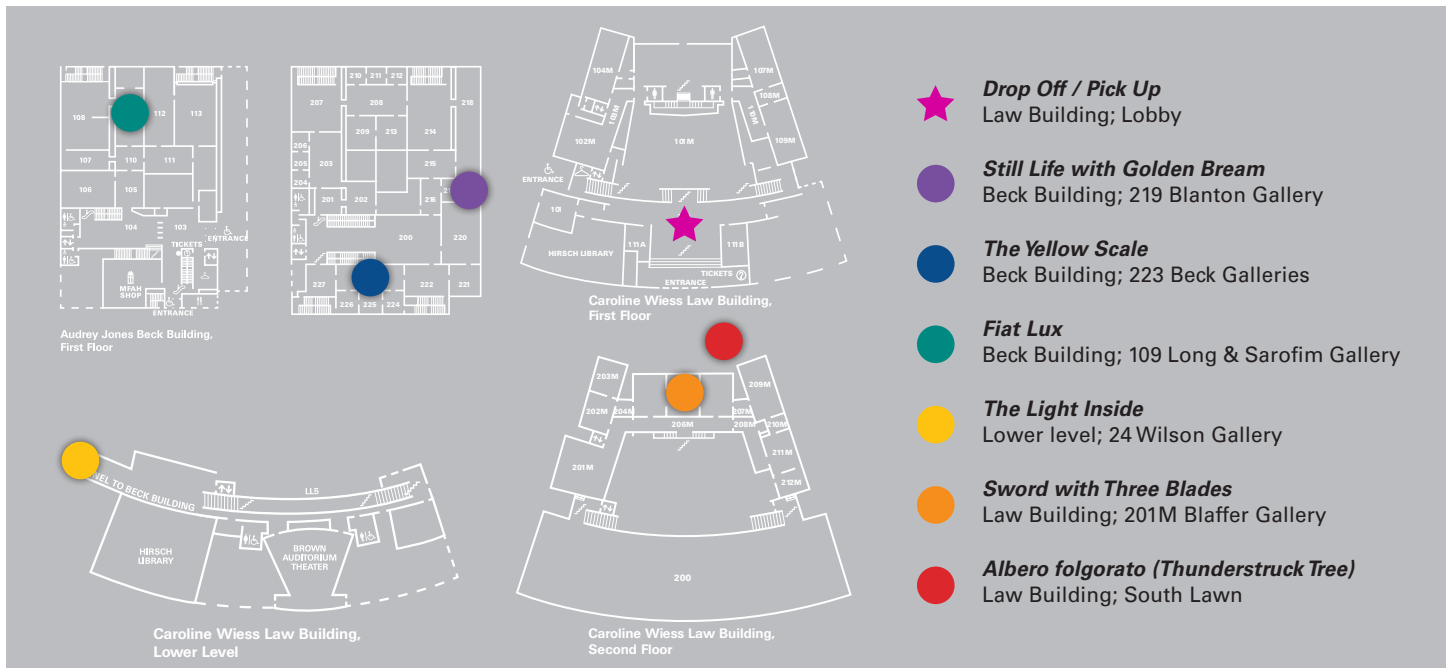 108
112
113
107
110
111
106
105
104
103
TICKETS
ENTRANCE
MFAH
SHOP
ENTRANCE
Audrey Jones Beck Building,
First Floor
210
211
212
207
208
218
209
213
214
206
203
205
215
204
201
202
216
200
220
227
222
221
226
225
224
104M
107M
108M
103M
110M
102M
101M
109M
ENTRANCE
101
HIRSCH LIBRARY
111A
111B
TICKETS
ENTRANCE
Caroline Wiess Law Building,
First Floor
NEL TO BECK BUILDING
LL5
HIRSCH
LIBRARY
BROWN
AUDITORIUM
THEATER
Caroline Wiess Law Building,
Lower Level
203M
209M
202M
204M
207M
206M
208M
210M
201M
211M
212M
200
Caroline Wiess Law Building,
Second Floor
Drop Off / Pick Up
Law Building; Lobby
Still Life with Golden Bream
Beck Building; 219 Blanton Gallery
The Yellow Scale
Beck Building; 223 Beck Galleries
Fiat Lux
Beck Building; 109 Long & Sarofim Gallery
The Light Inside
Lower level; 24 Wilson Gallery
Sword with Three Blades
Law Building; 201M Blaffer Gallery
Albero folgorato (Thunderstruck Tree)
Law Building; South Lawn